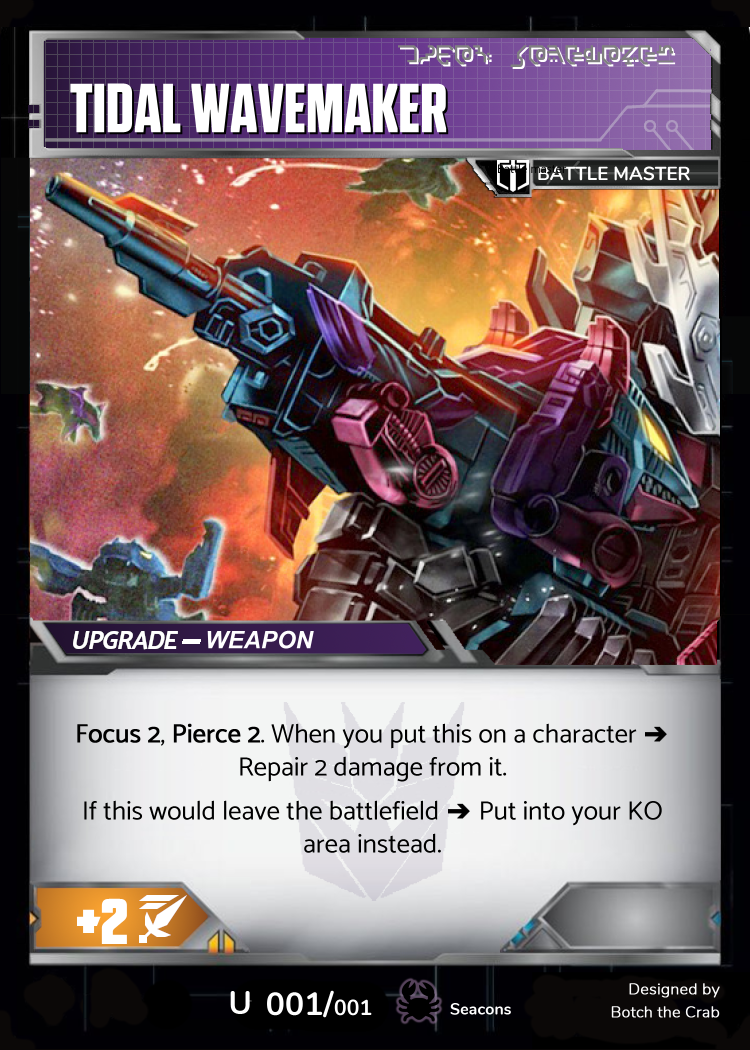 TIDAL WAVEMAKER
BATTLE MASTER
UPGRADE – WEAPON
Focus 2, Pierce 2. When you put this on a character ➔
Repair 2 damage from it.
If this would leave the battlefield ➔ Put into your KO
area instead.
+2
U 001/001
Seacons
Designed by
Botch the Crab